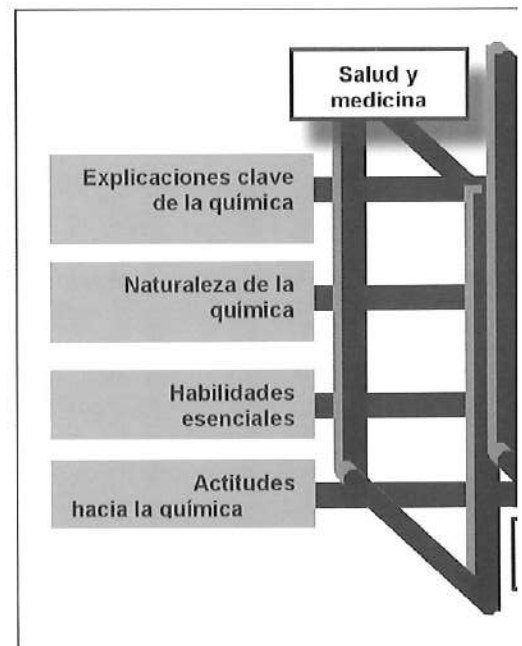 Salud y
medicina
Explicaciones clave
de la química
Naturaleza de la
química
Habilidades
esenciales
Actitudes
hacia la química